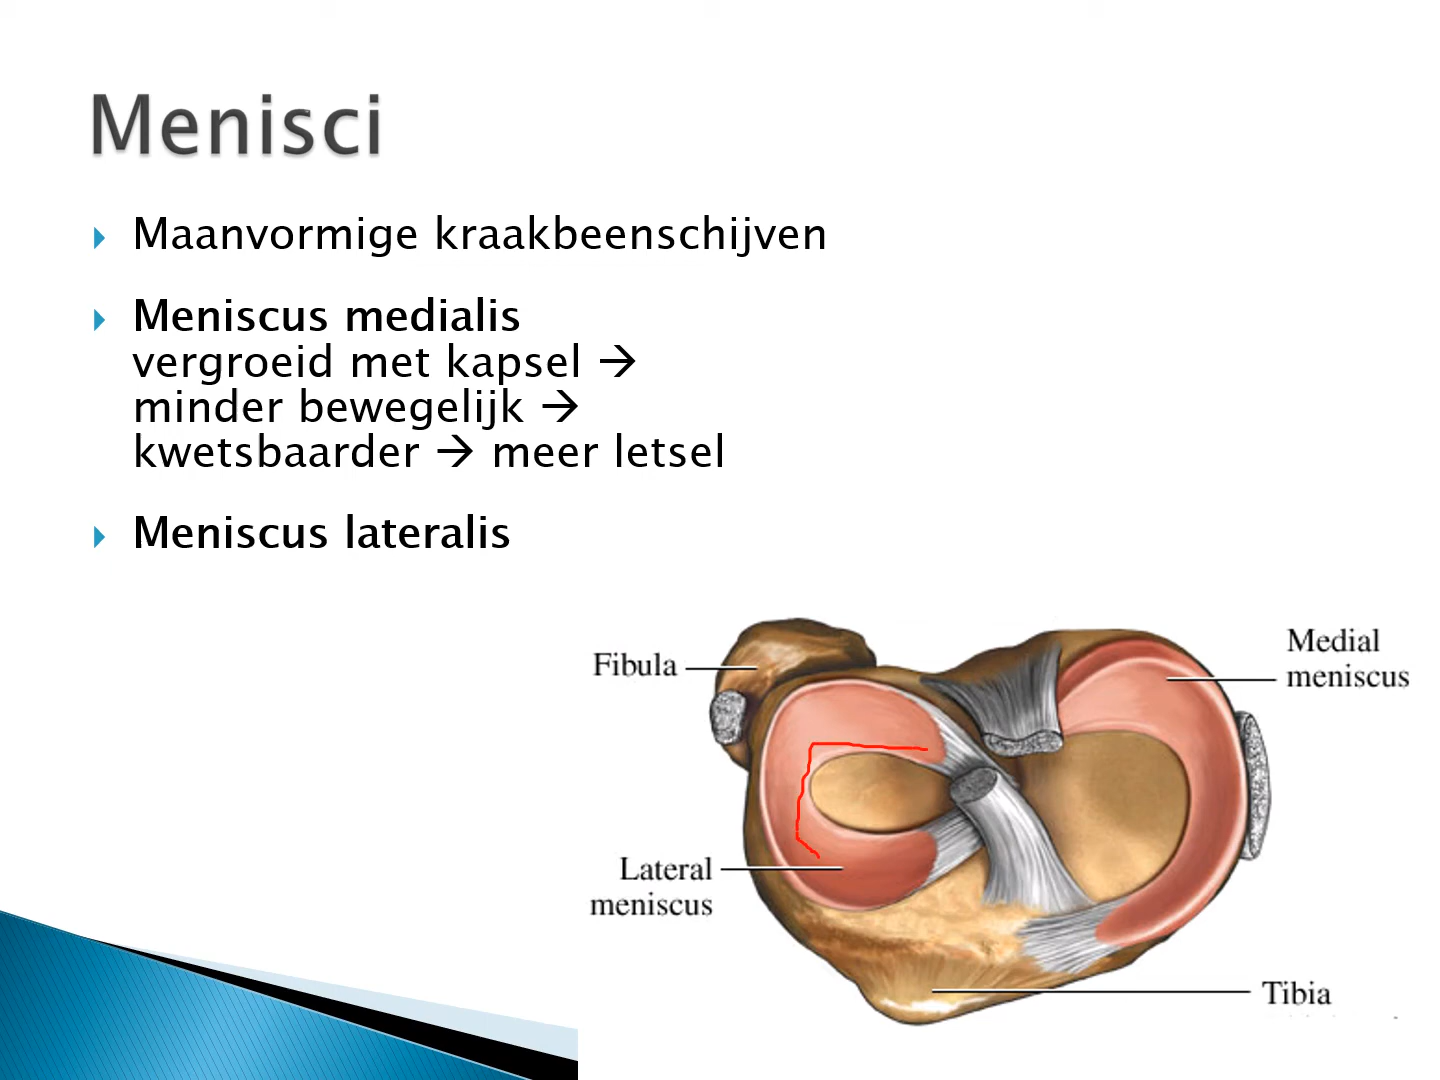 Menisci
Maanvormige kraakbeenschijven
Meniscus medialis
vergroeid met kapsel →
minder bewegelijk →
kwetsbaarder → meer letsel
Meniscus lateralis
Fibula
Medial
meniscus
Lateral
meniscus
Tibia